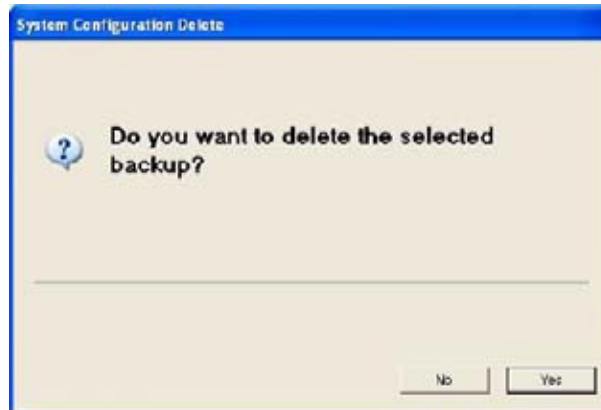 System Configuration Delete
Do you want to delete the selected
backup?
No
Yes